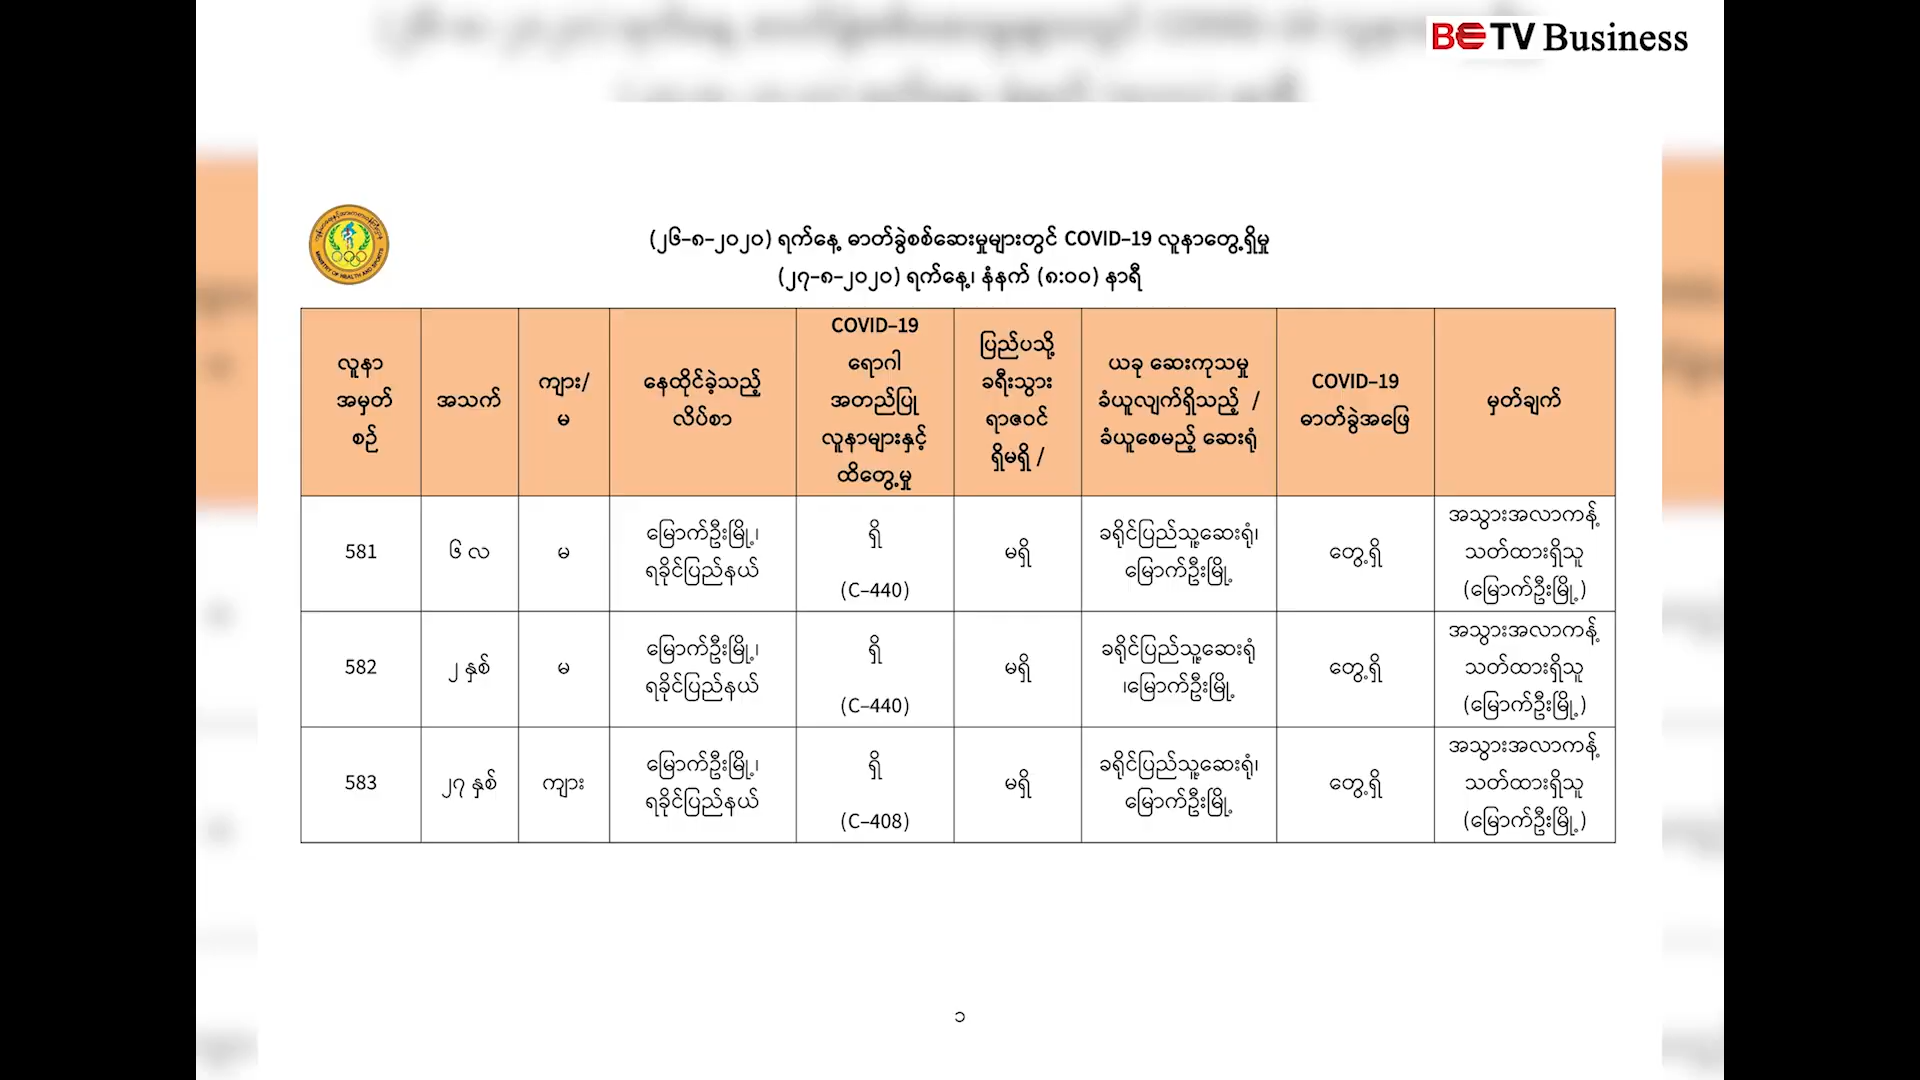 BETV Business
(၂၆-၈-၂၀၂၀) ရက်နေ့ ဓာတ်ခွဲစစ်ဆေးမှုများတွင် COVID-19 လူနာတွေ့ရှိမှု
(၂၇-၈-၂၀၂၀) ရက်နေ့၊ နံနက် (၈:၀၀) နာရီ
လူနာ
အမှတ်
စဉ်
အသက်
ကျား/
မ
နေထိုင်ခဲ့သည့်
လိပ်စာ
COVID-19
ရောဂါ
အတည်ပြု
လူနာများနှင့်
ထိတွေ့မှု
ပြည်ပသို့
ခရီးသွား
ရာဇဝင်
ရှိမရှိ /
ယခု ဆေးကုသမှု
ခံယူလျက်ရှိသည့် /
ခံယူစေမည့် ဆေးရုံ
COVID-19
ဓာတ်ခွဲအဖြေ
မှတ်ချက်
581
၆ လ
မ
မြောက်ဦးမြို့၊
ရခိုင်ပြည်နယ်
ရှိ
(C-440)
မရှိ
ခရိုင်ပြည်သူ့ဆေးရုံ၊
မြောက်ဦးမြို့
တွေ့ရှိ
အသွားအလာကန့်
သတ်ထားရှိသူ
(မြောက်ဦးမြို့)
582
၂ နှစ်
မ
မြောက်ဦးမြို့၊
ရခိုင်ပြည်နယ်
ရှိ
(C-440)
မရှိ
ခရိုင်ပြည်သူ့ဆေးရုံ
၊မြောက်ဦးမြို့
တွေ့ရှိ
အသွားအလာကန့်
သတ်ထားရှိသူ
(မြောက်ဦးမြို့)
583
၂၇ နှစ်
ကျား
မြောက်ဦးမြို့၊
ရခိုင်ပြည်နယ်
ရှိ
(C-408)
မရှိ
ခရိုင်ပြည်သူ့ဆေးရုံ၊
မြောက်ဦးမြို့
တွေ့ရှိ
အသွားအလာကန့်
သတ်ထားရှိသူ
(မြောက်ဦးမြို့)
၁